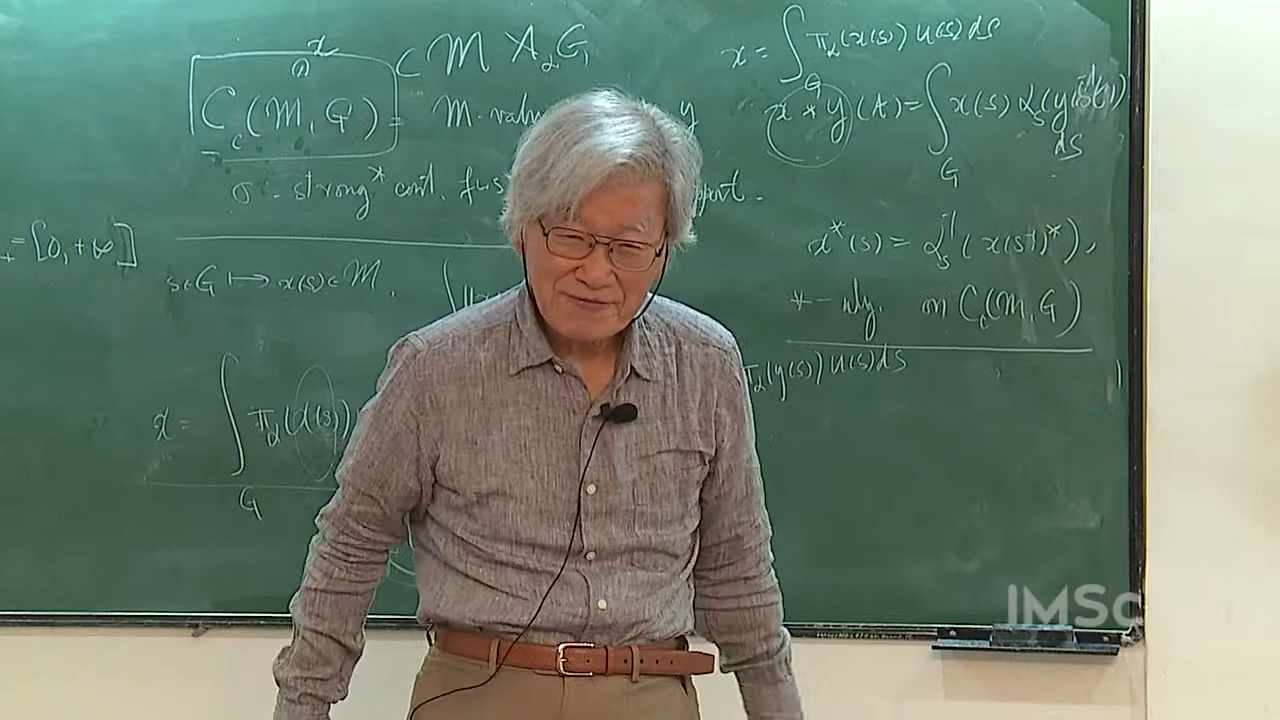 x
∩
C_c(M, G) ⊂ M ⋊_α G
= M-valu y
σ-strong* cont. fus pport.
₊ = [0, +∞]
s∈G ⟼ x(s)∈M,
x = ∫_G π_α(x(s))
x = ∫_G π_α(x(s)) u(s) ds
x * y (t) = ∫_G x(s) α_s(y(s⁻¹t)) ds
x*(s) = α_s⁻¹(x(s⁻¹)*),
*-alg. on C_c(M, G)
π_α(y(s)) u(s) ds
IMSc